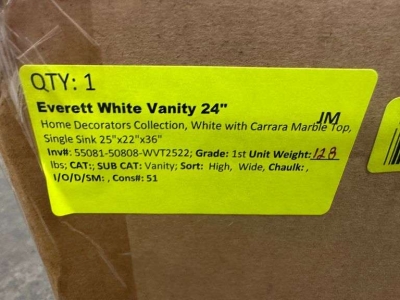 QTY: 1
Everett White Vanity 24"
JM
Home Decorators Collection, White with Carrara Marble Top,
Single Sink 25"x22"x36"
Inv#: 55081-50808-WVT2522; Grade: 1st Unit Weight: 128
lbs; CAT:; SUB CAT: Vanity; Sort: High, Wide, Chaulk: ,
I/O/D/SM: , Cons#: 51